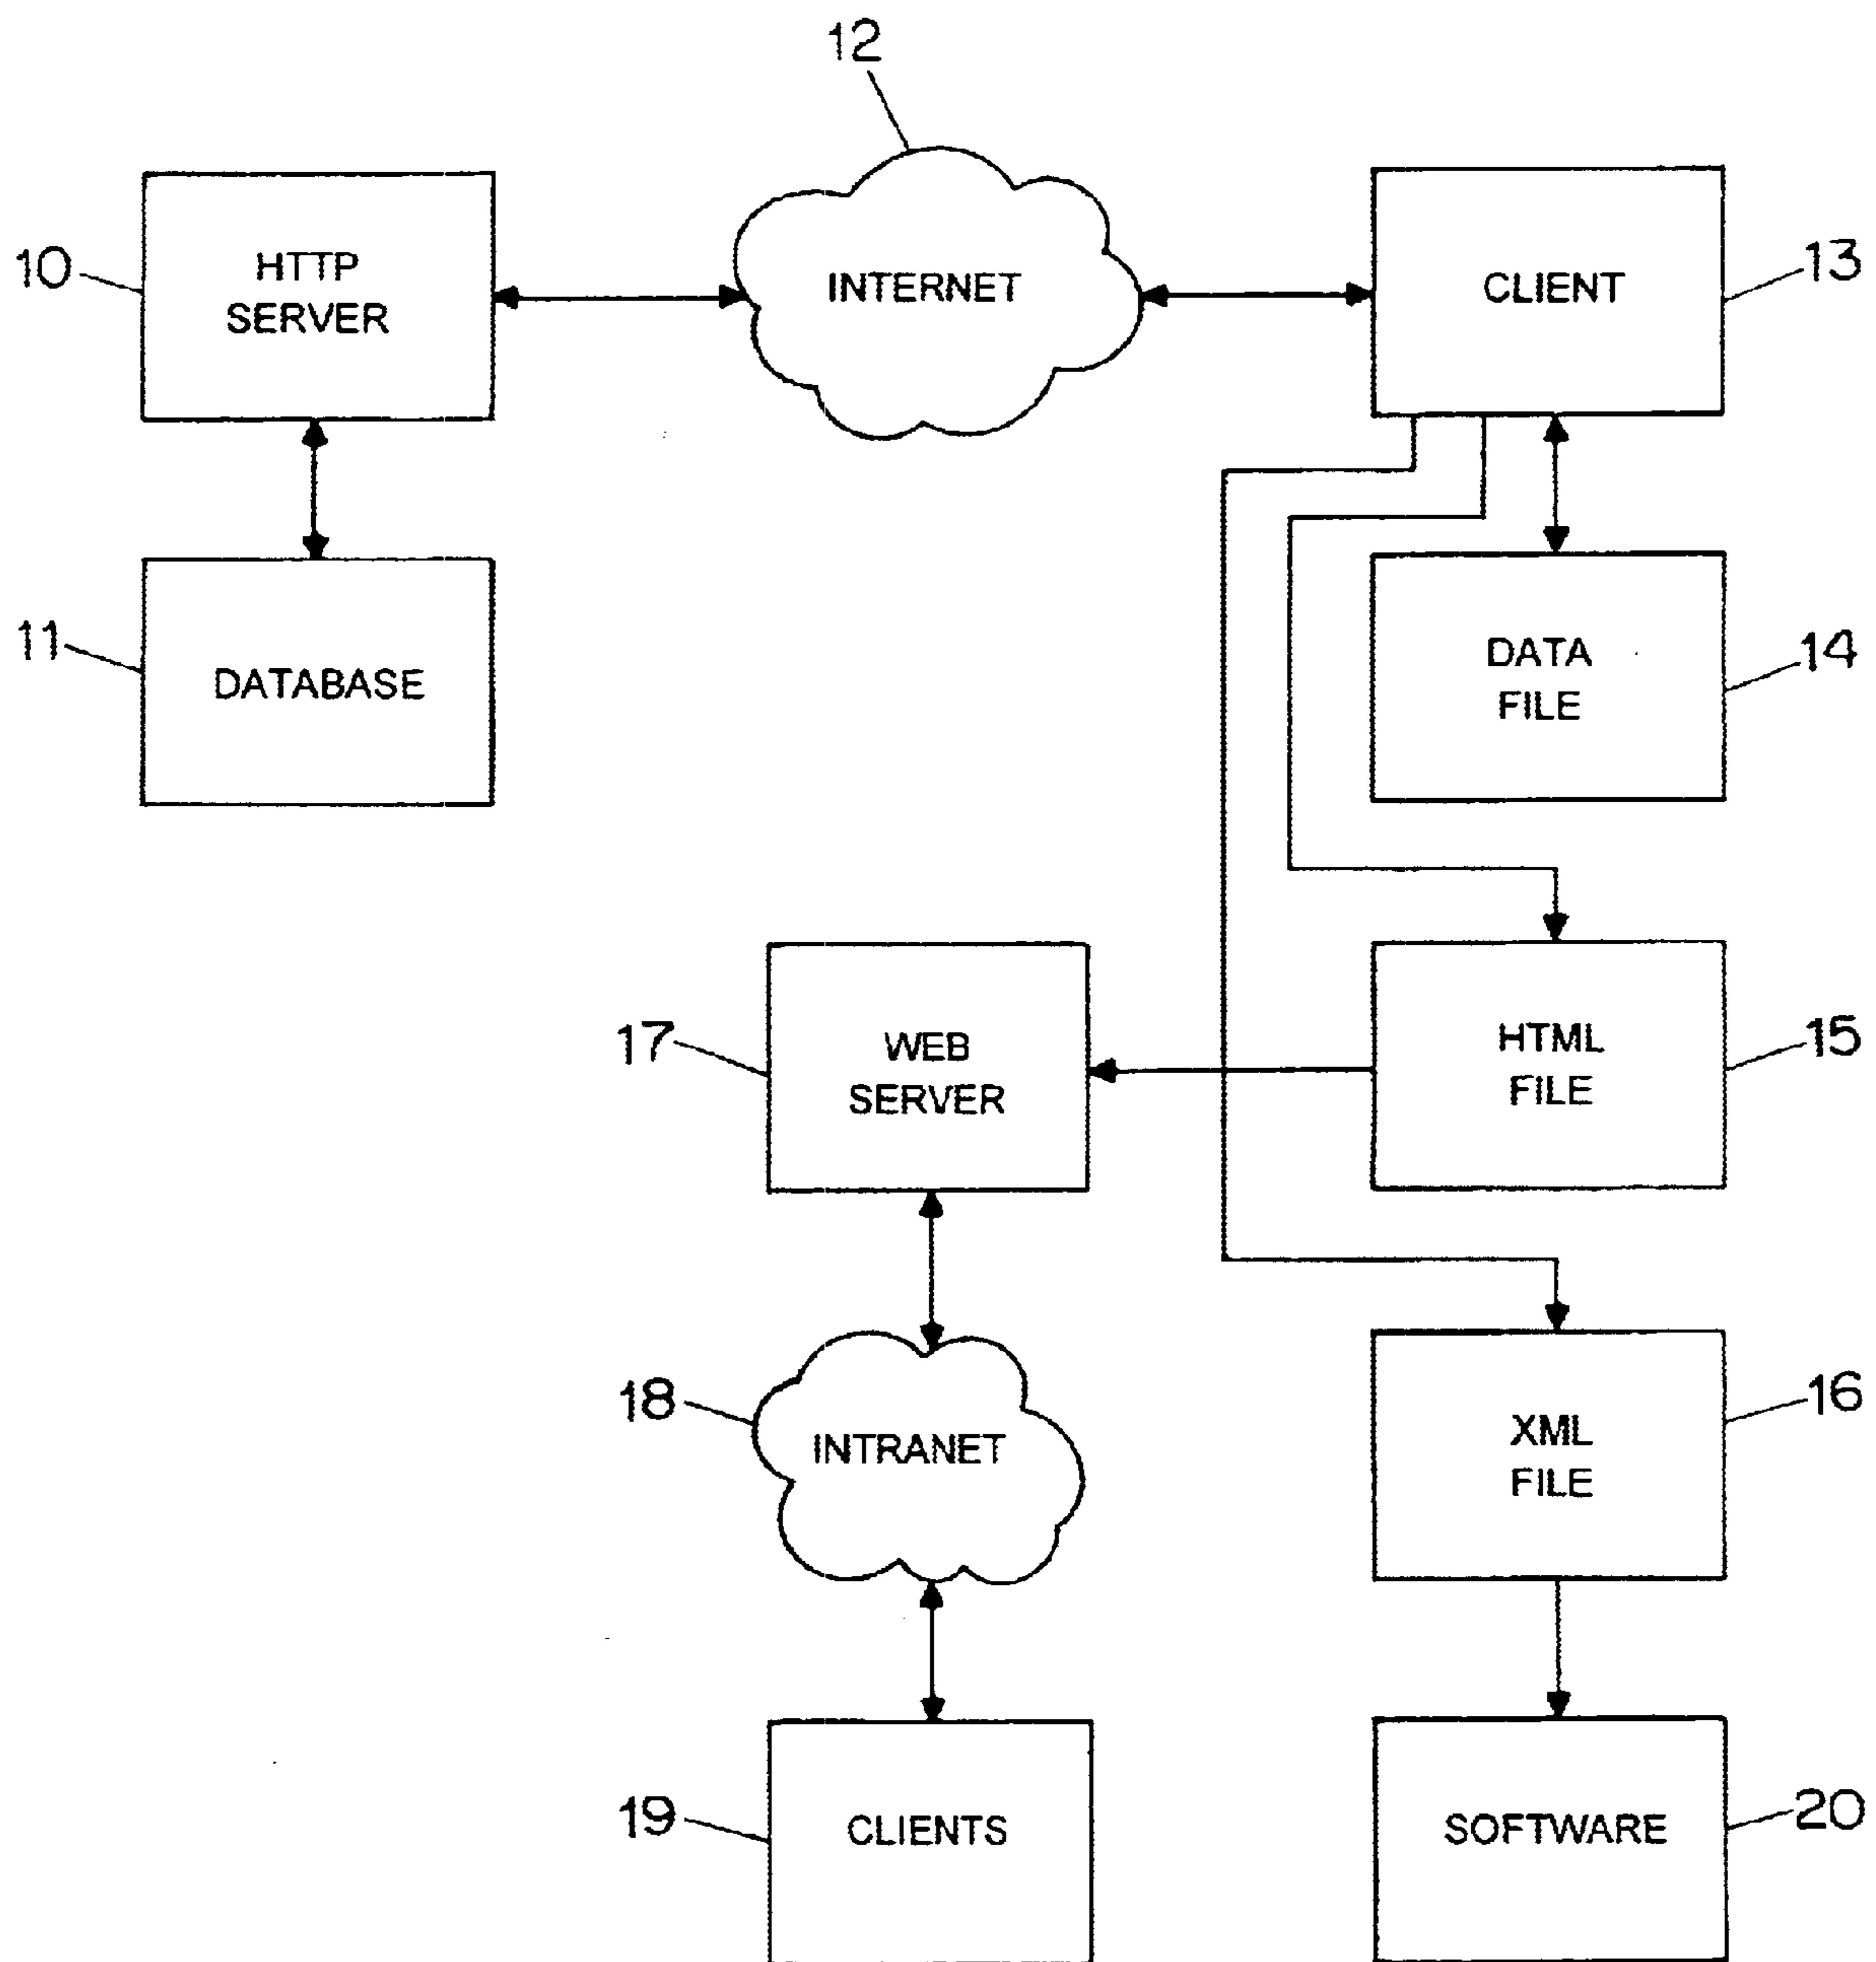 12
10
HTTP
SERVER
INTERNET
CLIENT
13
11
DATABASE
DATA
FILE
14
17
WEB
SERVER
HTML
FILE
15
18
INTRANET
XML
FILE
16
19
CLIENTS
SOFTWARE
20